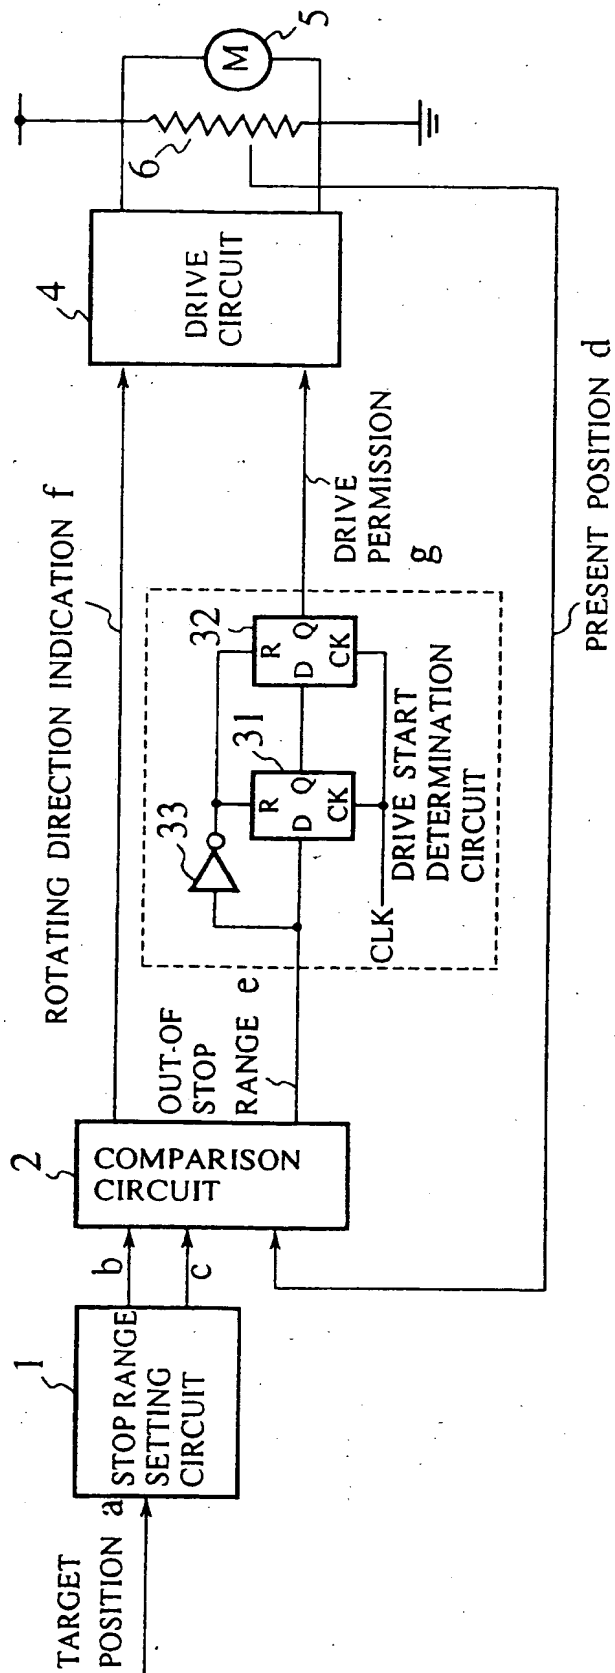 TARGET
POSITION a
1
STOP RANGE
SETTING
CIRCUIT
b
c
2
COMPARISON
CIRCUIT
ROTATING DIRECTION INDICATION f
OUT-OF
STOP
RANGE e
33
31
R
D Q
CK
32
R
D Q
CK
CLK
DRIVE START
DETERMINATION
CIRCUIT
DRIVE
PERMISSION
g
4
DRIVE
CIRCUIT
6
M
5
PRESENT POSITION d